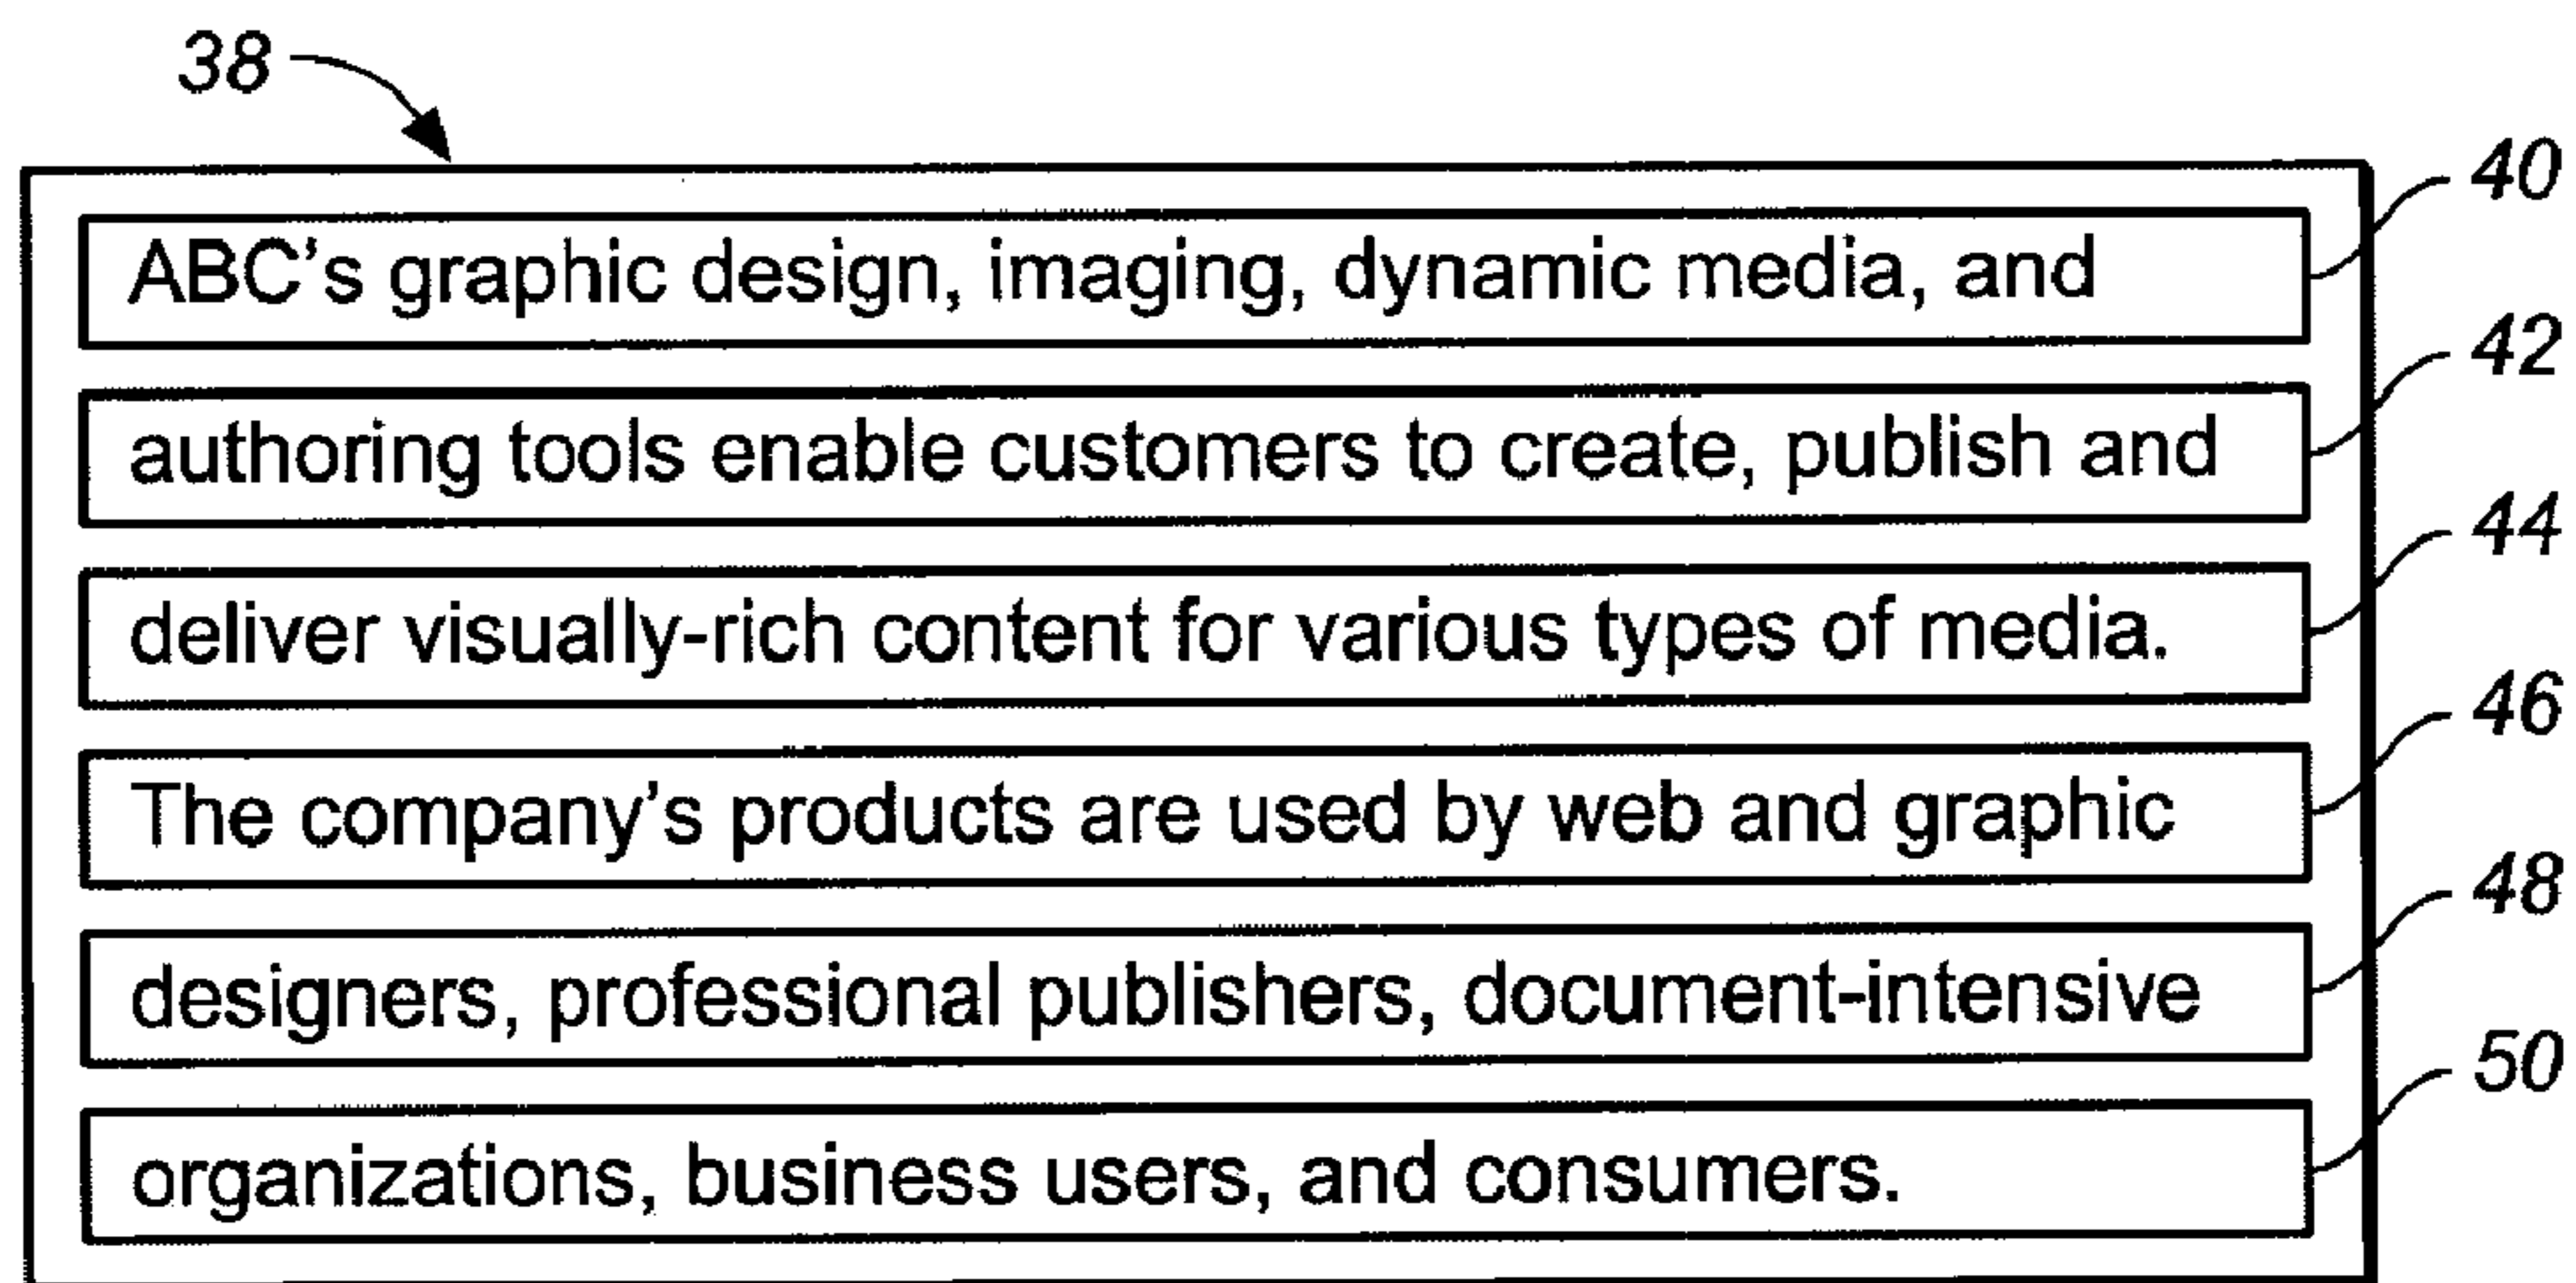 38
ABC’s graphic design, imaging, dynamic media, and 40
authoring tools enable customers to create, publish and 42
deliver visually-rich content for various types of media. 44
The company’s products are used by web and graphic 46
designers, professional publishers, document-intensive 48
organizations, business users, and consumers. 50